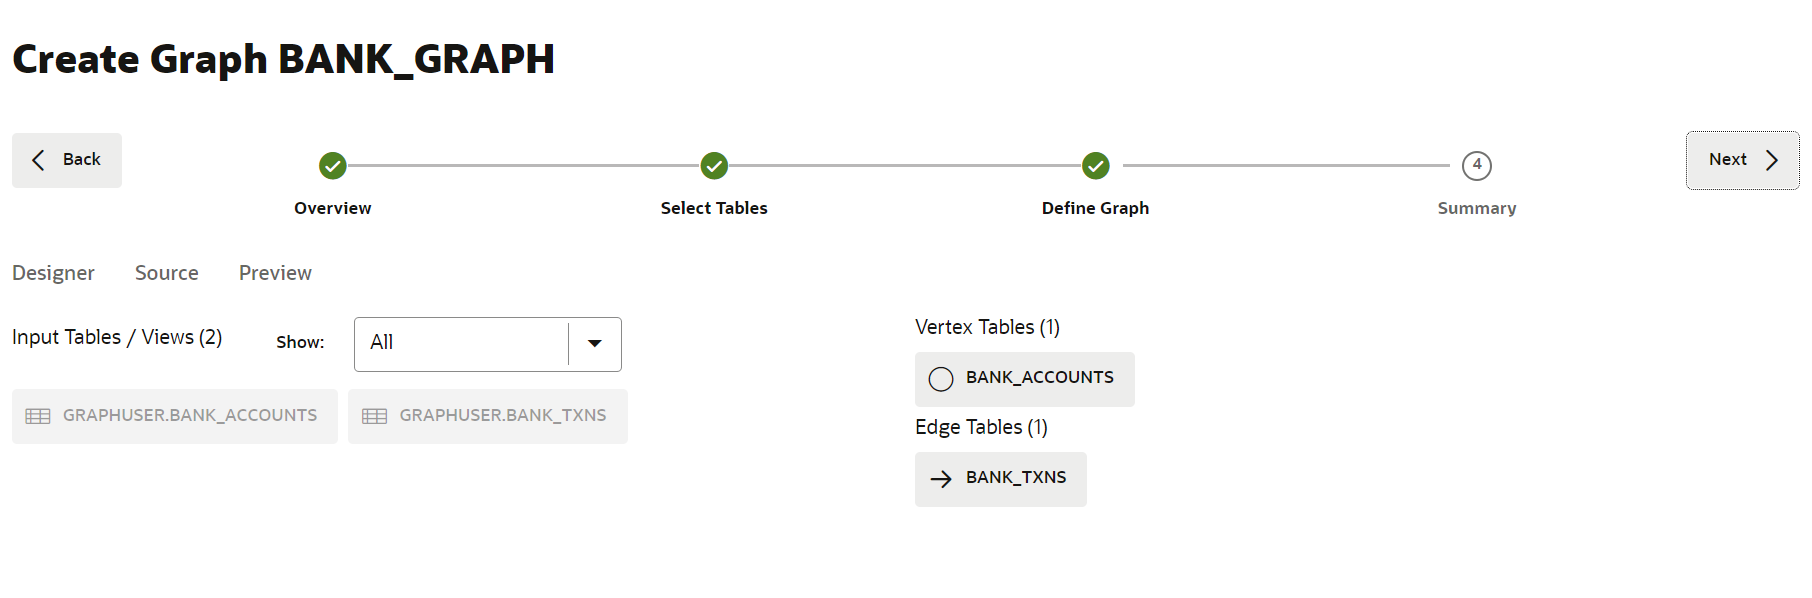 Create Graph BANK_GRAPH
Back
Next
4
Overview
Select Tables
Define Graph
Summary
Designer
Source
Preview
Input Tables / Views (2)
Show:
All
GRAPHUSER.BANK_ACCOUNTS
GRAPHUSER.BANK_TXNS
Vertex Tables (1)
BANK_ACCOUNTS
Edge Tables (1)
BANK_TXNS